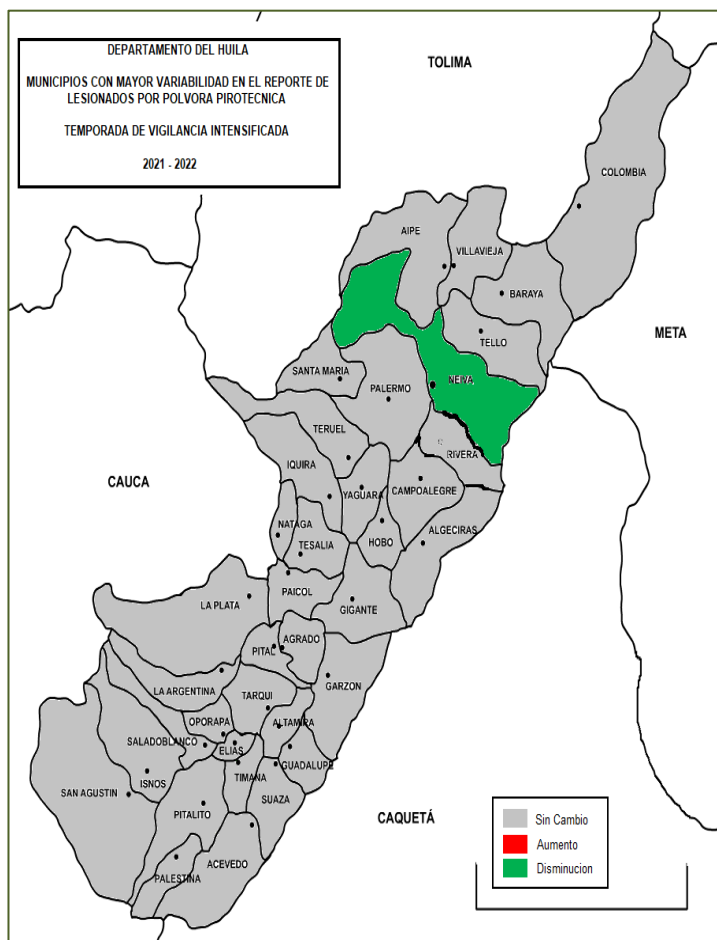 DEPARTAMENTO DEL HUILA
MUNICIPIOS CON MAYOR VARIABILIDAD EN EL REPORTE DE
LESIONADOS POR POLVORA PIROTECNICA
TEMPORADA DE VIGILANCIA INTENSIFICADA
2021 - 2022
TOLIMA
COLOMBIA
AIPE
VILLAVIEJA
BARAYA
META
TELLO
SANTA MARIA
NEIVA
PALERMO
TERUEL
RIVERA
IQUIRA
CAUCA
YAGUARA
CAMPOALEGRE
NATAGA
HOBO
ALGECIRAS
TESALIA
PAICOL
LA PLATA
GIGANTE
AGRADO
PITAL
GARZON
LA ARGENTINA
TARQUI
OPORAPA
ALTAMIRA
SALADOBLANCO
ELIAS
GUADALUPE
ISNOS
TIMANA
SAN AGUSTIN
SUAZA
PITALITO
CAQUETÁ
ACEVEDO
PALESTINA
Sin Cambio
Aumento
Disminucion